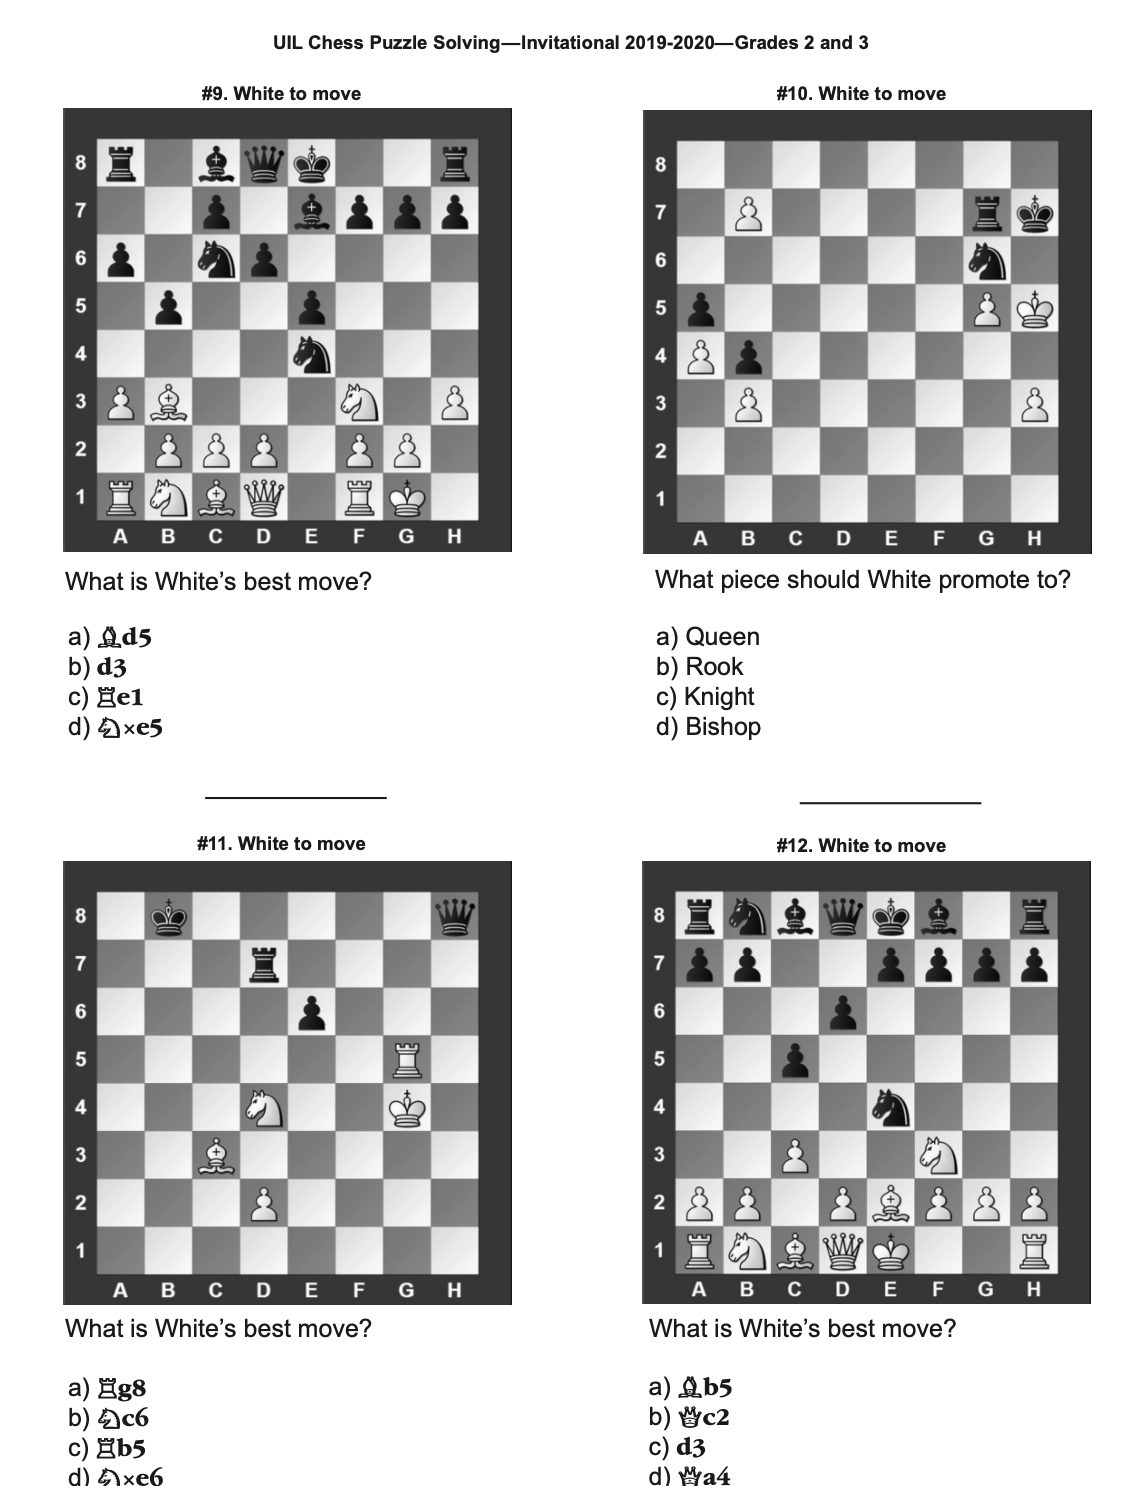 UIL Chess Puzzle Solving—Invitational 2019-2020—Grades 2 and 3
#9. White to move
8
7
6
5
4
3
2
1
A B C D E F G H
What is White’s best move?
a) ♗d5
b) d3
c) ♖e1
d) ♘×e5
#10. White to move
8
7
6
5
4
3
2
1
A B C D E F G H
What piece should White promote to?
a) Queen
b) Rook
c) Knight
d) Bishop
#11. White to move
8
7
6
5
4
3
2
1
A B C D E F G H
What is White’s best move?
a) ♖g8
b) ♘c6
c) ♖b5
d) ♘×e6
#12. White to move
8
7
6
5
4
3
2
1
A B C D E F G H
What is White’s best move?
a) ♗b5
b) ♕c2
c) d3
d) ♕a4